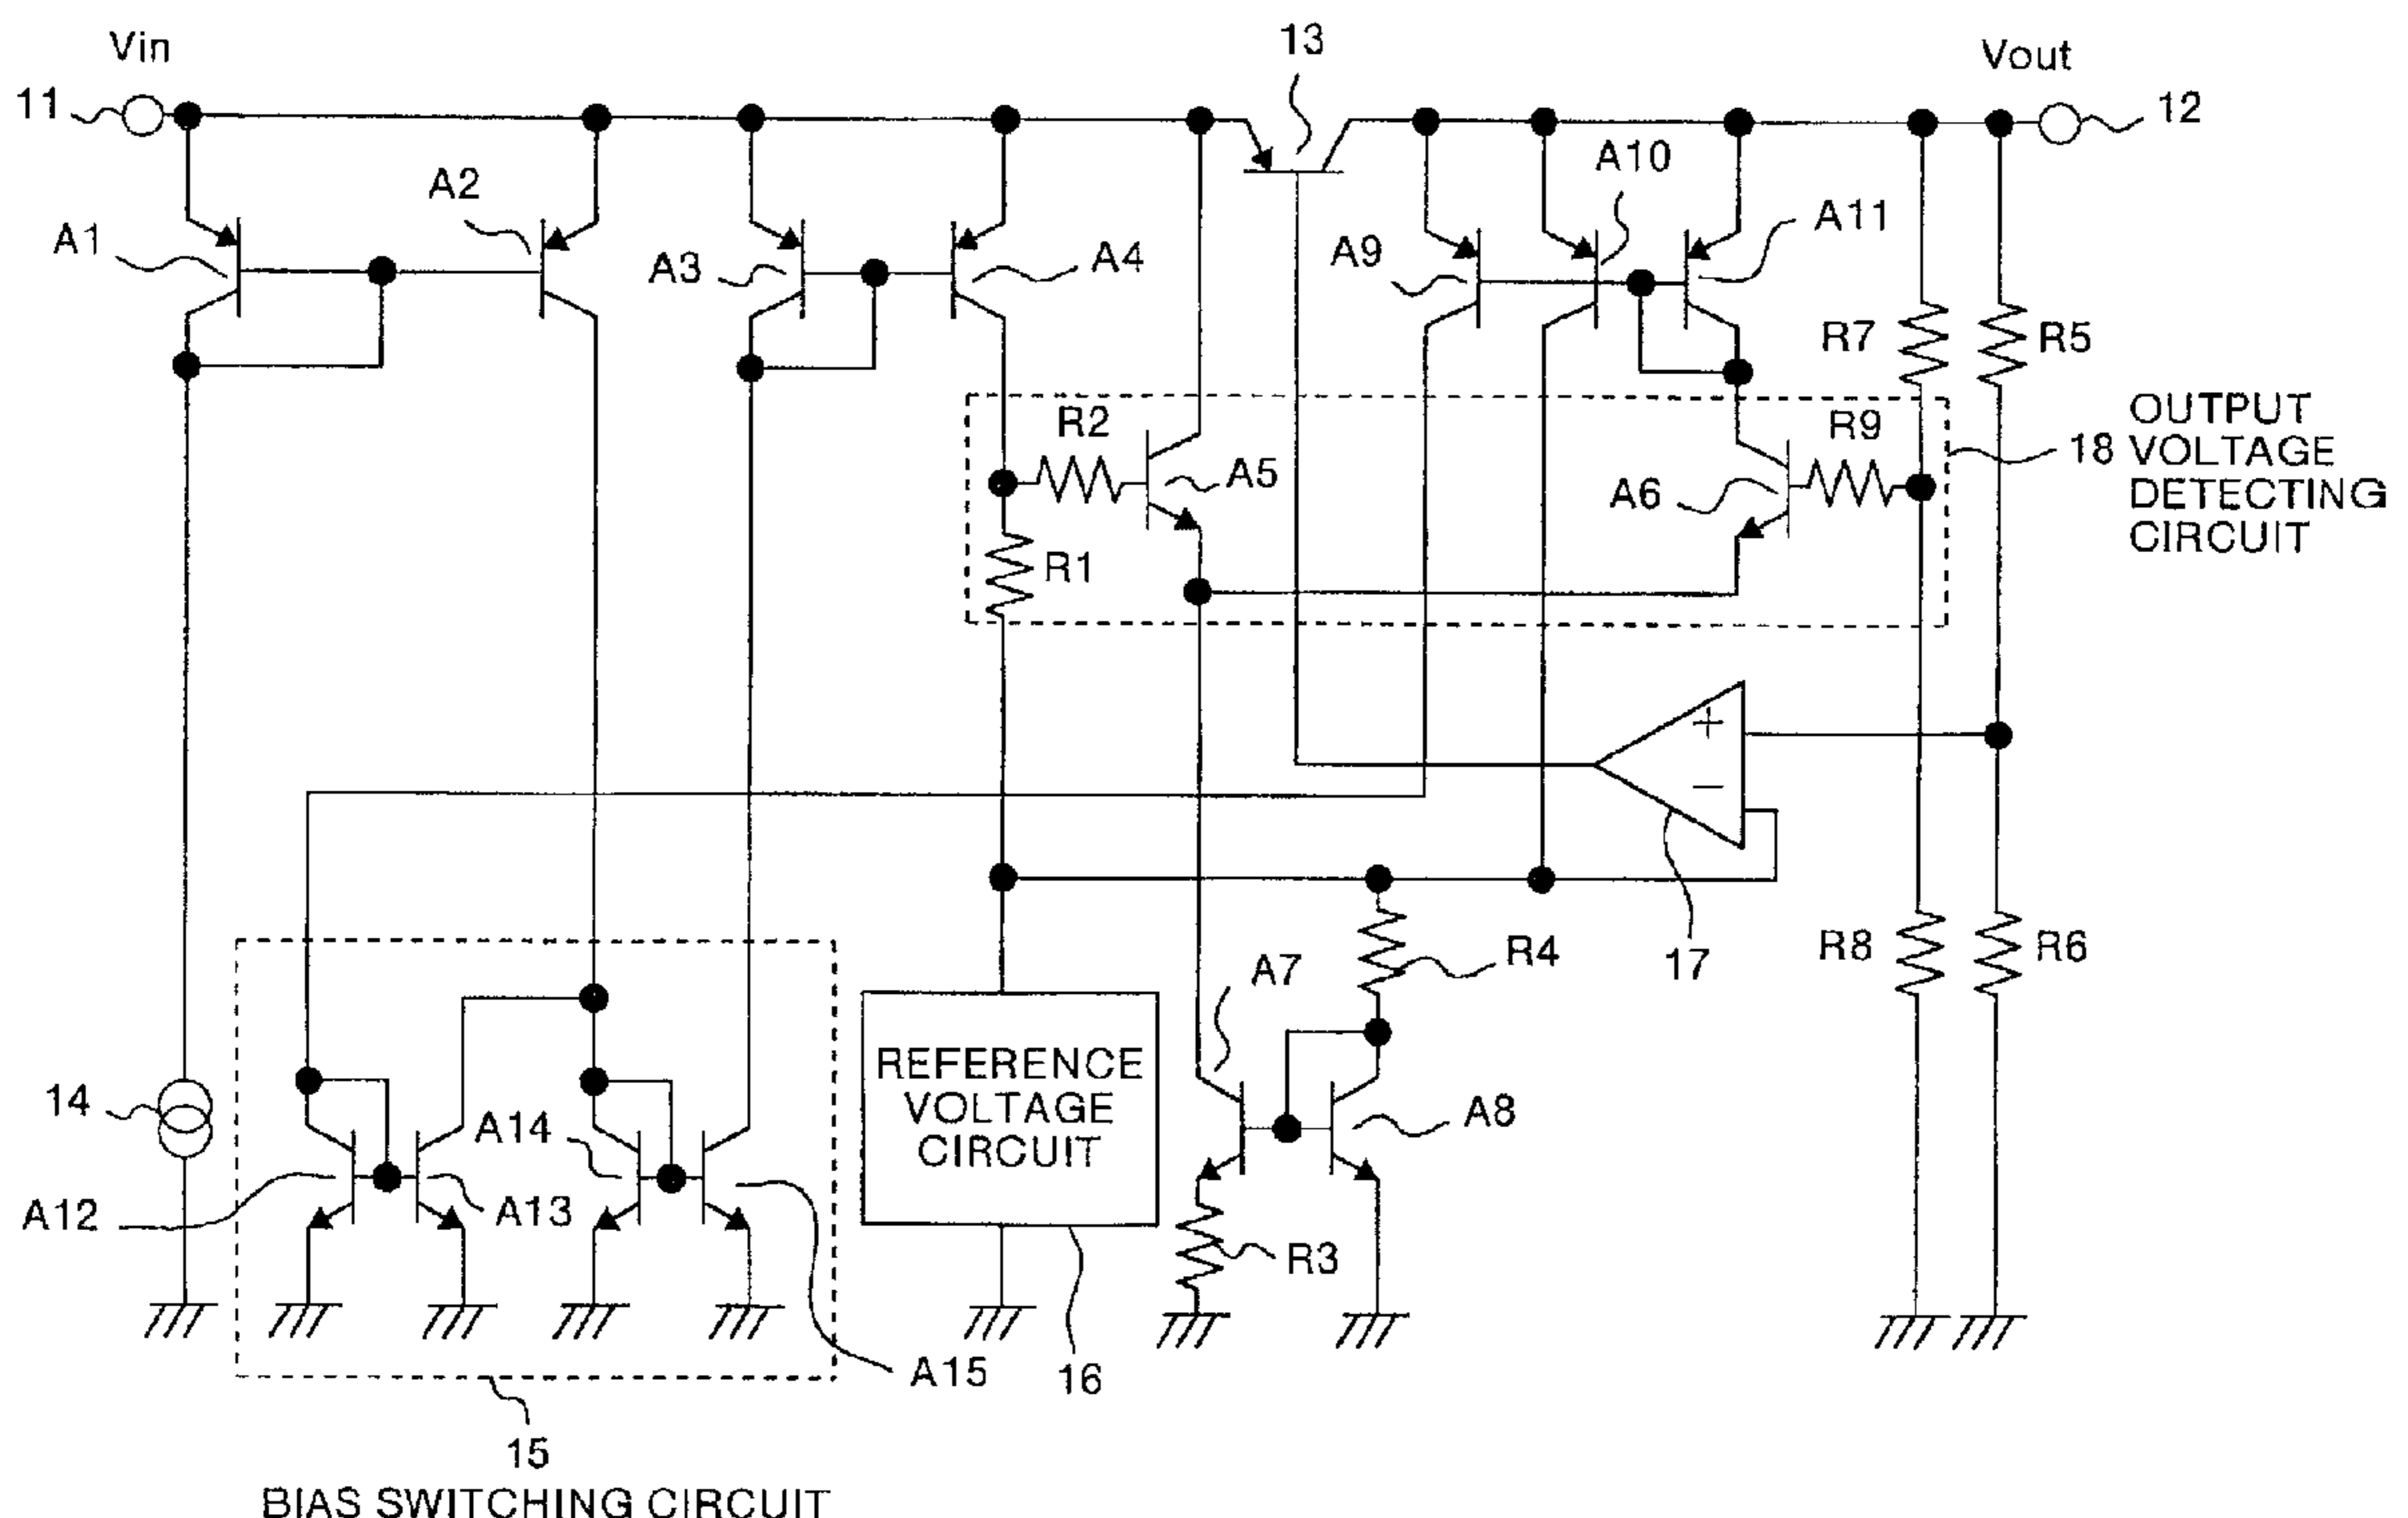 Vin
13
Vout
11
12
A10
A2
A11
A1
A3
A4
A9
R7
R5
R2
R9
OUTPUT
18 VOLTAGE
DETECTING
CIRCUIT
A5
A6
R1
+
−
17
R4
R8
R6
A7
REFERENCE
VOLTAGE
CIRCUIT
14
A14
A8
A12
A13
R3
A15
16
15
BIAS SWITCHING CIRCUIT